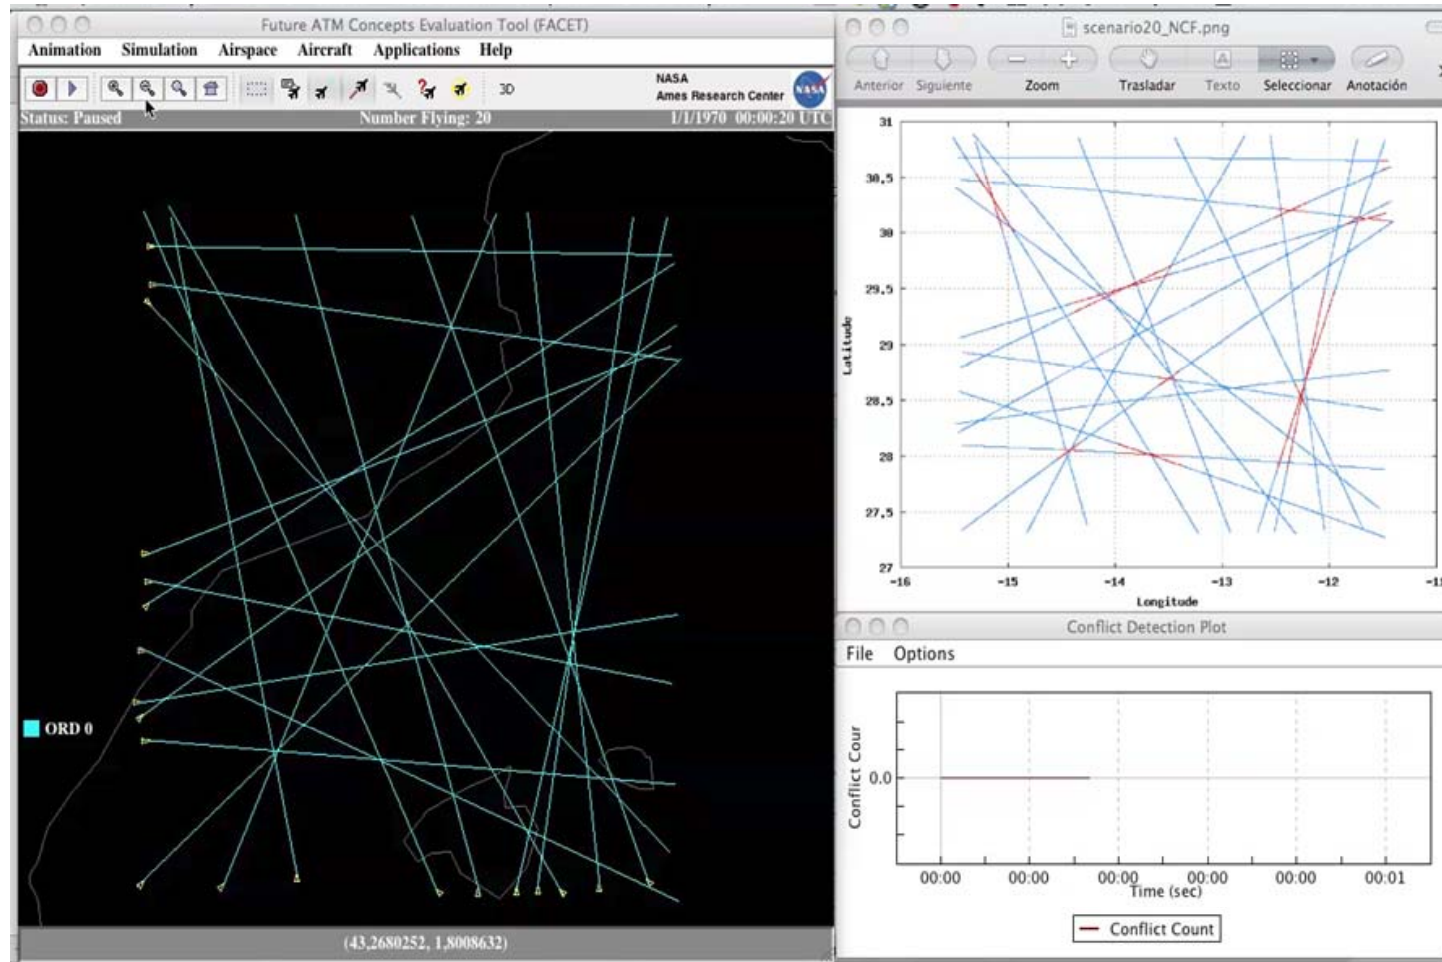 Future ATM Concepts Evaluation Tool (FACET)
Animation Simulation Airspace Aircraft Applications Help
3D
NASA
Ames Research Center
NASA
Status: Paused Number Flying: 20 1/1/1970 00:00:20 UTC
ORD 0
(43,2680252, 1,8008632)
scenario20_NCF.png
Anterior Siguiente Zoom Trasladar Texto Seleccionar Anotación
31
30,5
30
29,5
29
28,5
28
27,5
27
Latitude
-16 -15 -14 -13 -12
Longitude
Conflict Detection Plot
File Options
Conflict Cour
0.0
00:00 00:00 00:00 00:00 00:00 00:01
Time (sec)
Conflict Count